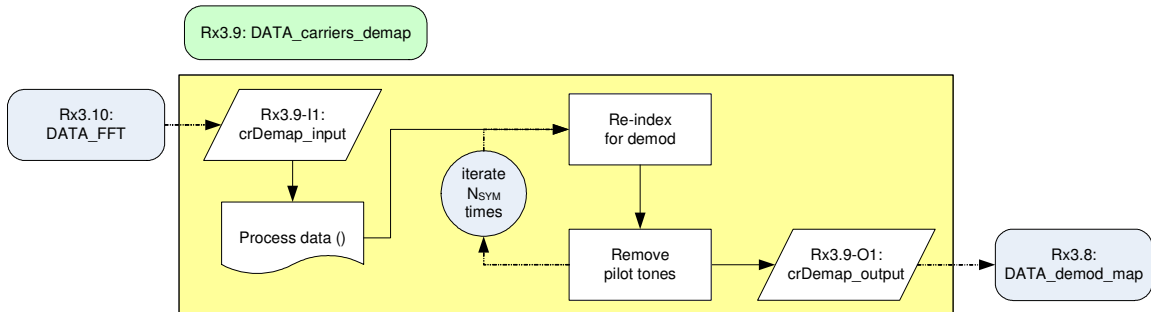 Rx3.9: DATA_carriers_demap
Rx3.10:
DATA_FFT
Rx3.9-I1:
crDemap_input
Process data ()
iterate
NSYM
times
Re-index
for demod
Remove
pilot tones
Rx3.9-O1:
crDemap_output
Rx3.8:
DATA_demod_map